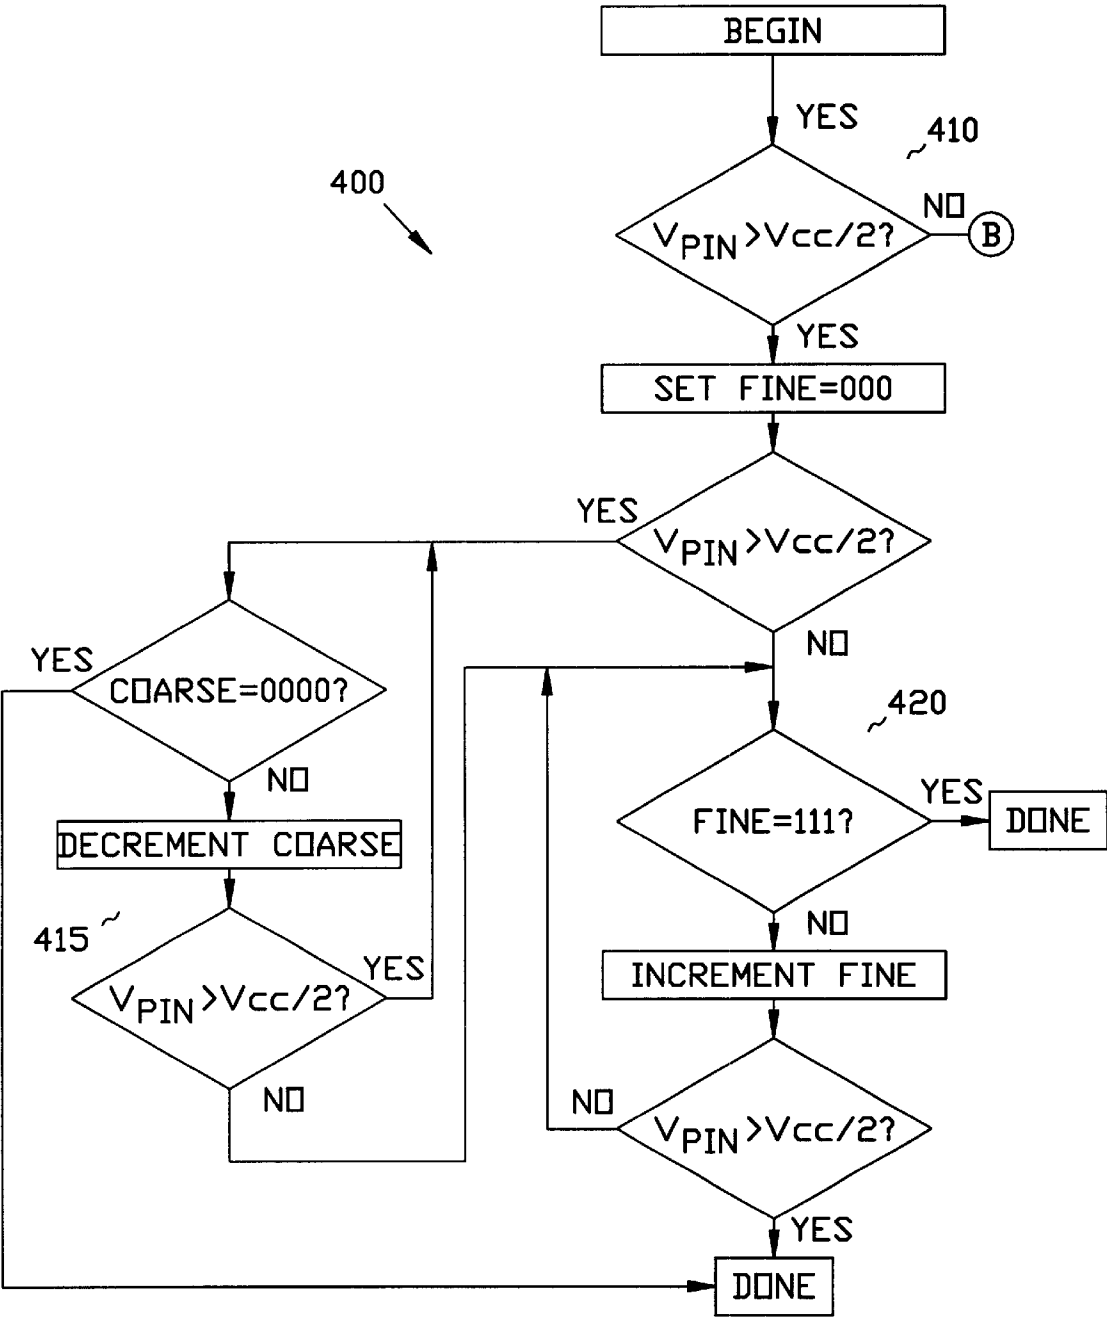 BEGIN
YES
410
400
NO
VPIN>Vcc/2?
B
YES
SET FINE=000
YES
VPIN>Vcc/2?
NO
YES
COARSE=0000?
420
NO
YES
FINE=111?
DONE
DECREMENT COARSE
NO
415
YES
INCREMENT FINE
VPIN>Vcc/2?
NO
NO
VPIN>Vcc/2?
YES
DONE